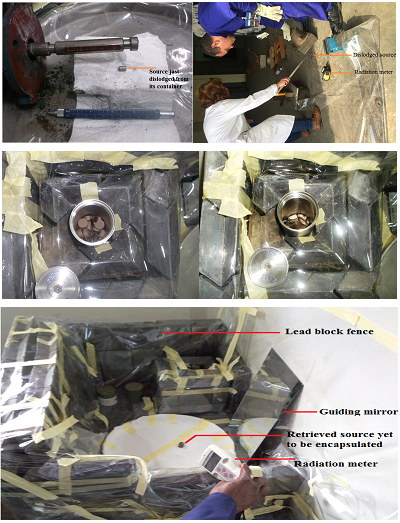 Source just
dislodged from
its container
Dislodged source
Radiation meter
Lead block fence
Guiding mirror
Retrieved source yet
to be encapsulated
Radiation meter